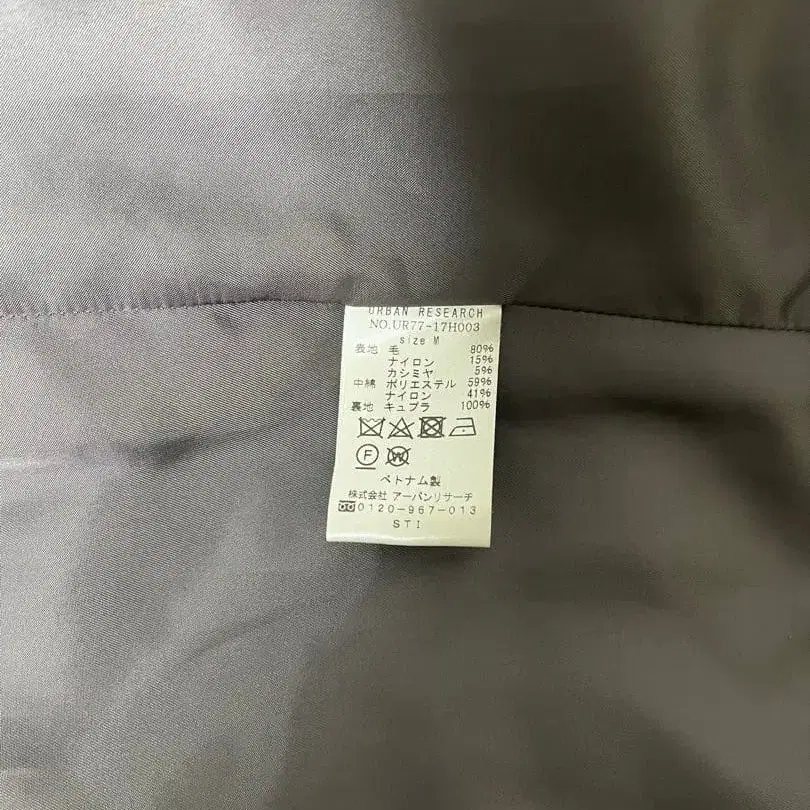 URBAN RESEARCH
NO.UR77-17H003
size M
表地 毛 80%
ナイロン 15%
カシミヤ 5%
中綿 ポリエステル 59%
ナイロン 41%
裏地 キュプラ 100%
F W
ベトナム製
株式会社 アーバンリサーチ
0120-967-013
STI